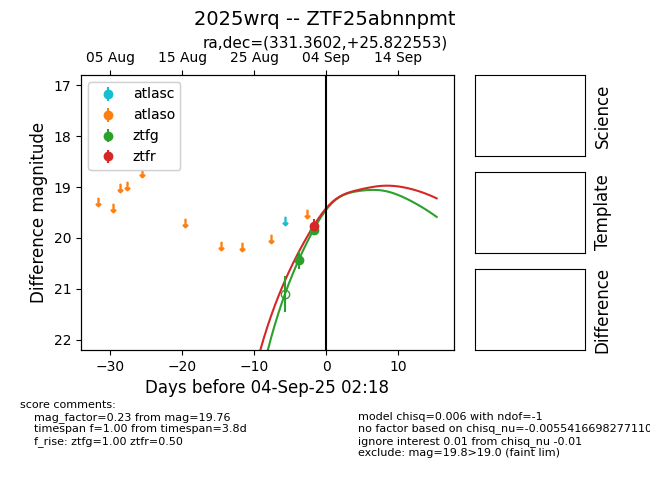 2025wrq -- ZTF25abnnpmt
ra,dec=(331.3602,+25.822553)
05 Aug 15 Aug 25 Aug 04 Sep 14 Sep
17
18
19
20
21
22
Difference magnitude
atlasc
atlaso
ztfg
ztfr
−30 −20 −10 0 10
Days before 04-Sep-25 02:18
Science
Template
Difference
score comments:
mag_factor=0.23 from mag=19.76
timespan f=1.00 from timespan=3.8d
f_rise: ztfg=1.00 ztfr=0.50
model chisq=0.006 with ndof=-1
no factor based on chisq_nu=-0.0055416698277110
ignore interest 0.01 from chisq_nu -0.01
exclude: mag=19.8>19.0 (faint lim)